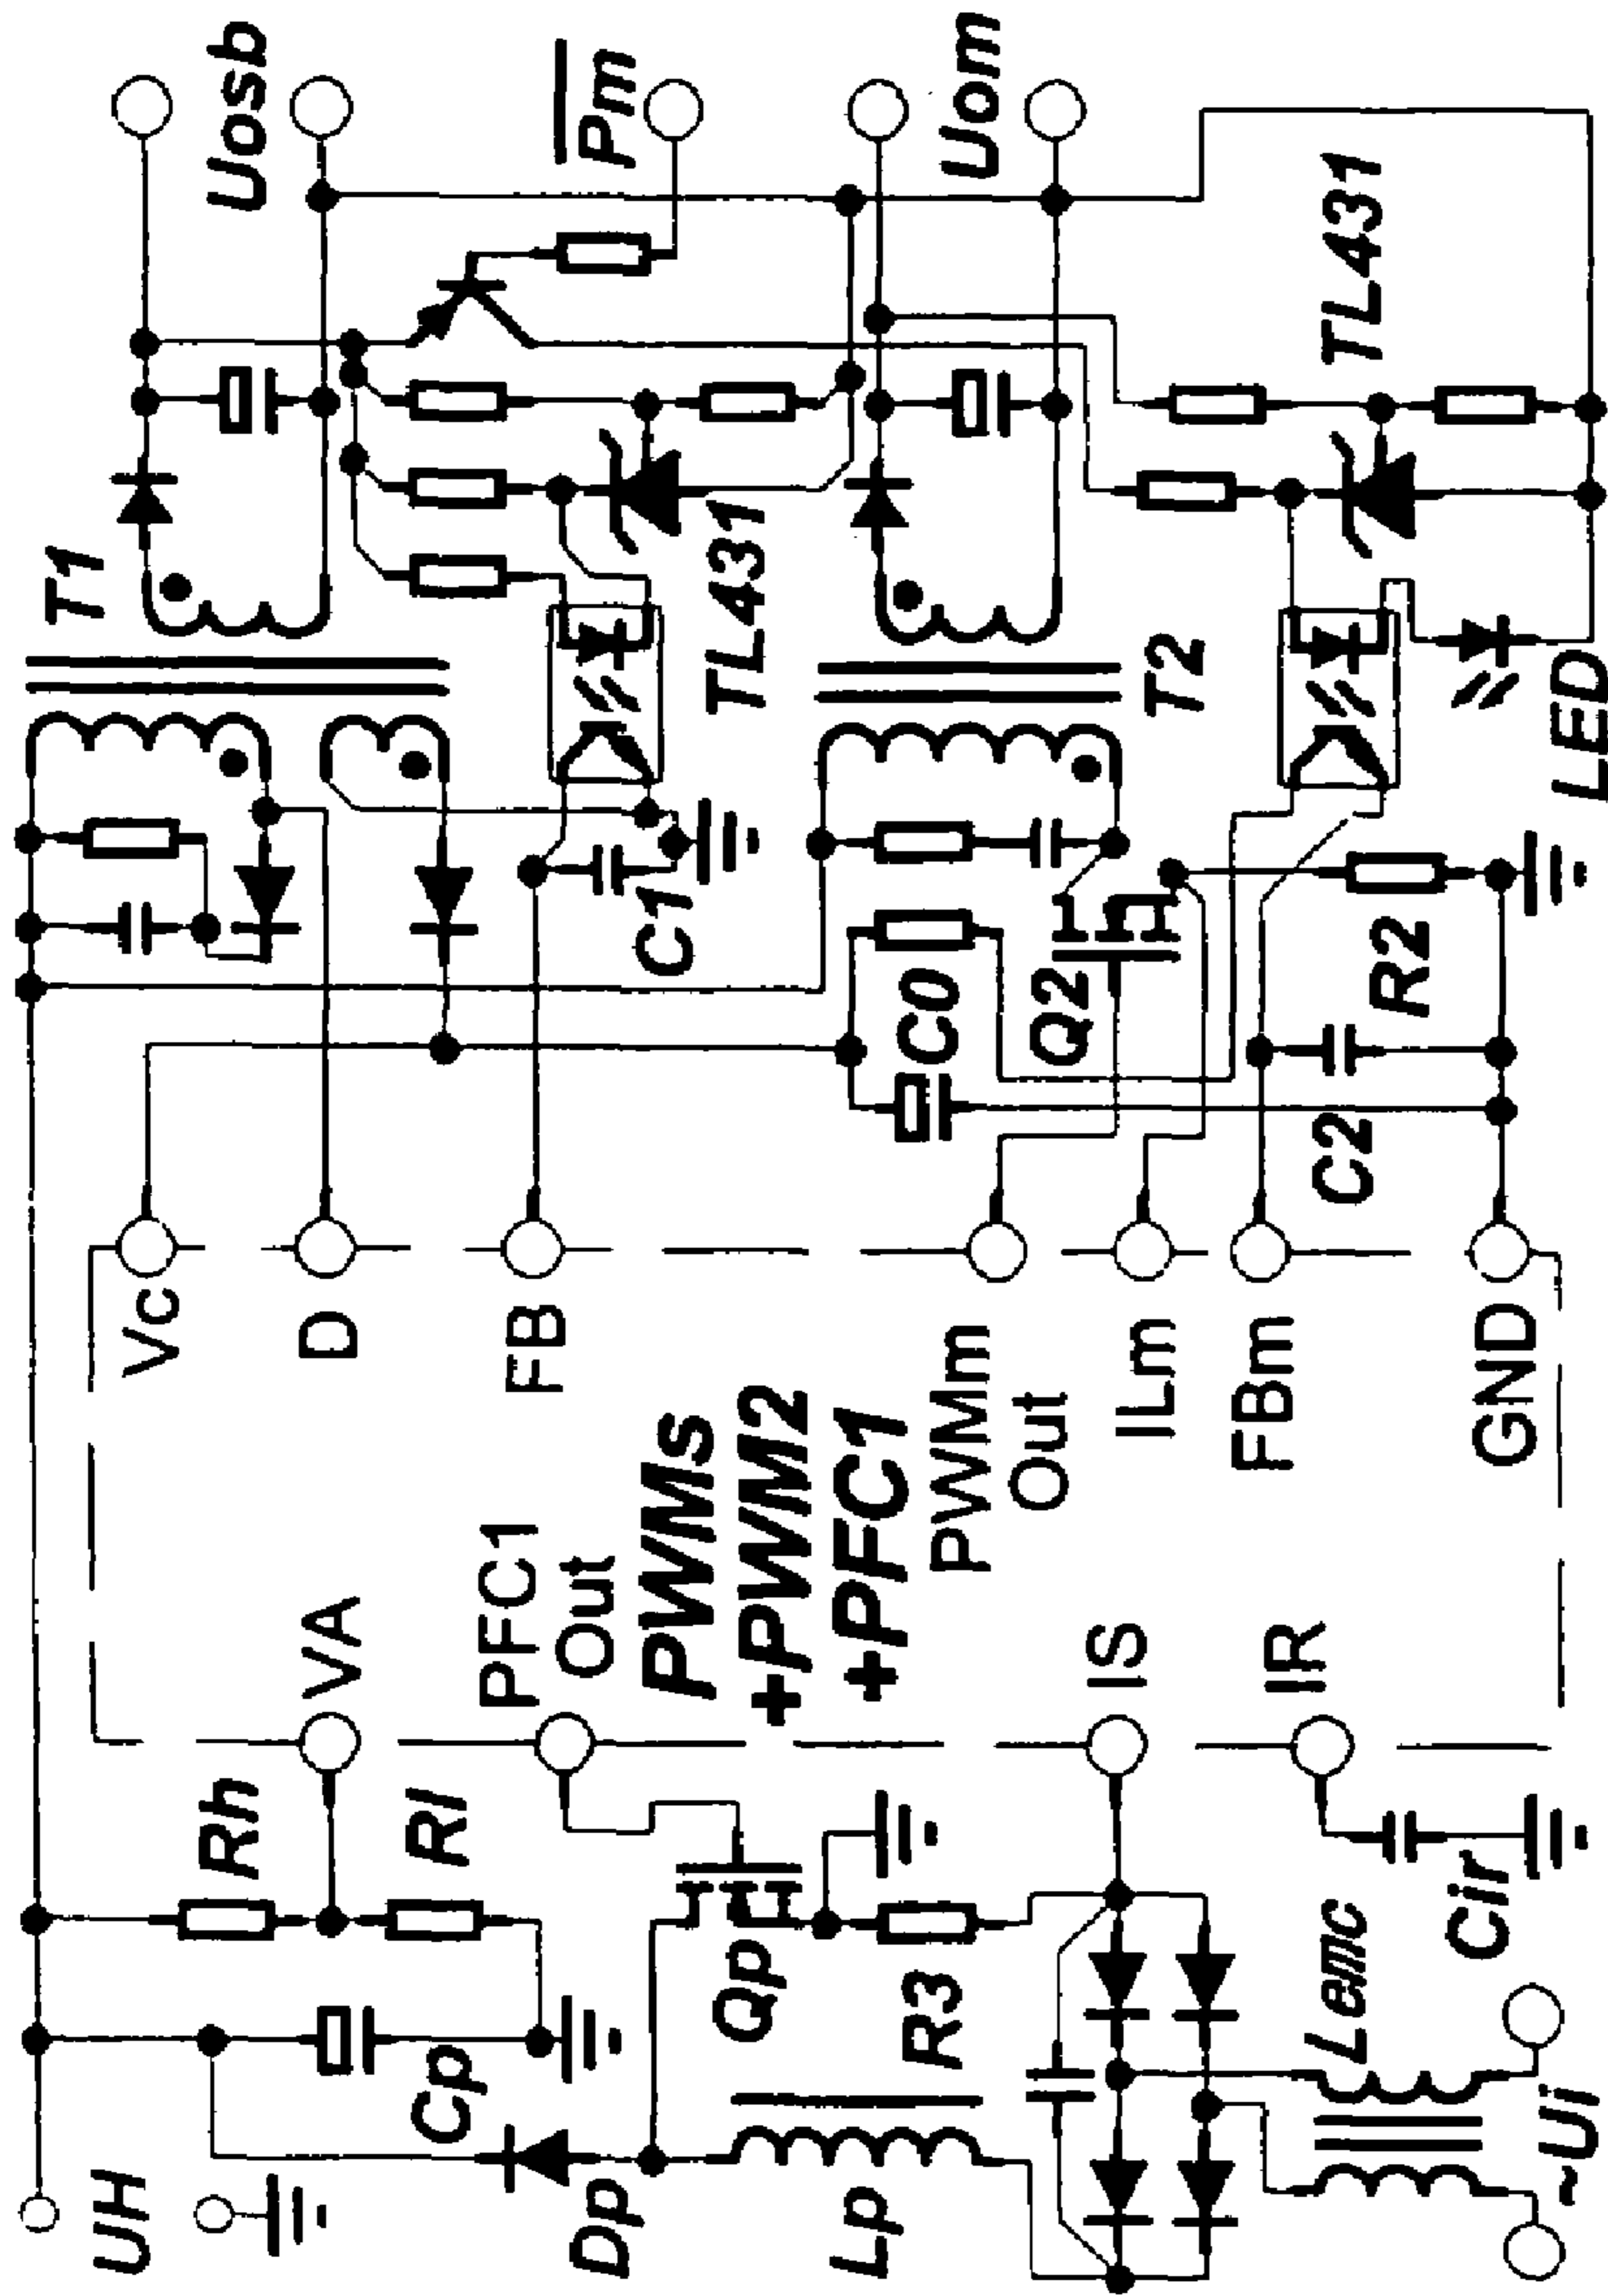 T1
UH
Vc
Rh
Uosb
VA
D
Rl
Cp
PFC1
Out
FB
Dp
Pm
C1
PWMs
+PWM2
+PFC1
TL431
Qp
Lp
R3
C0
PWMm
Out
Uom
Q2
IS
ILm
T2
IR
FBm
Lemc
C2
R2
TL431
Cir
GND
~Ui
LED